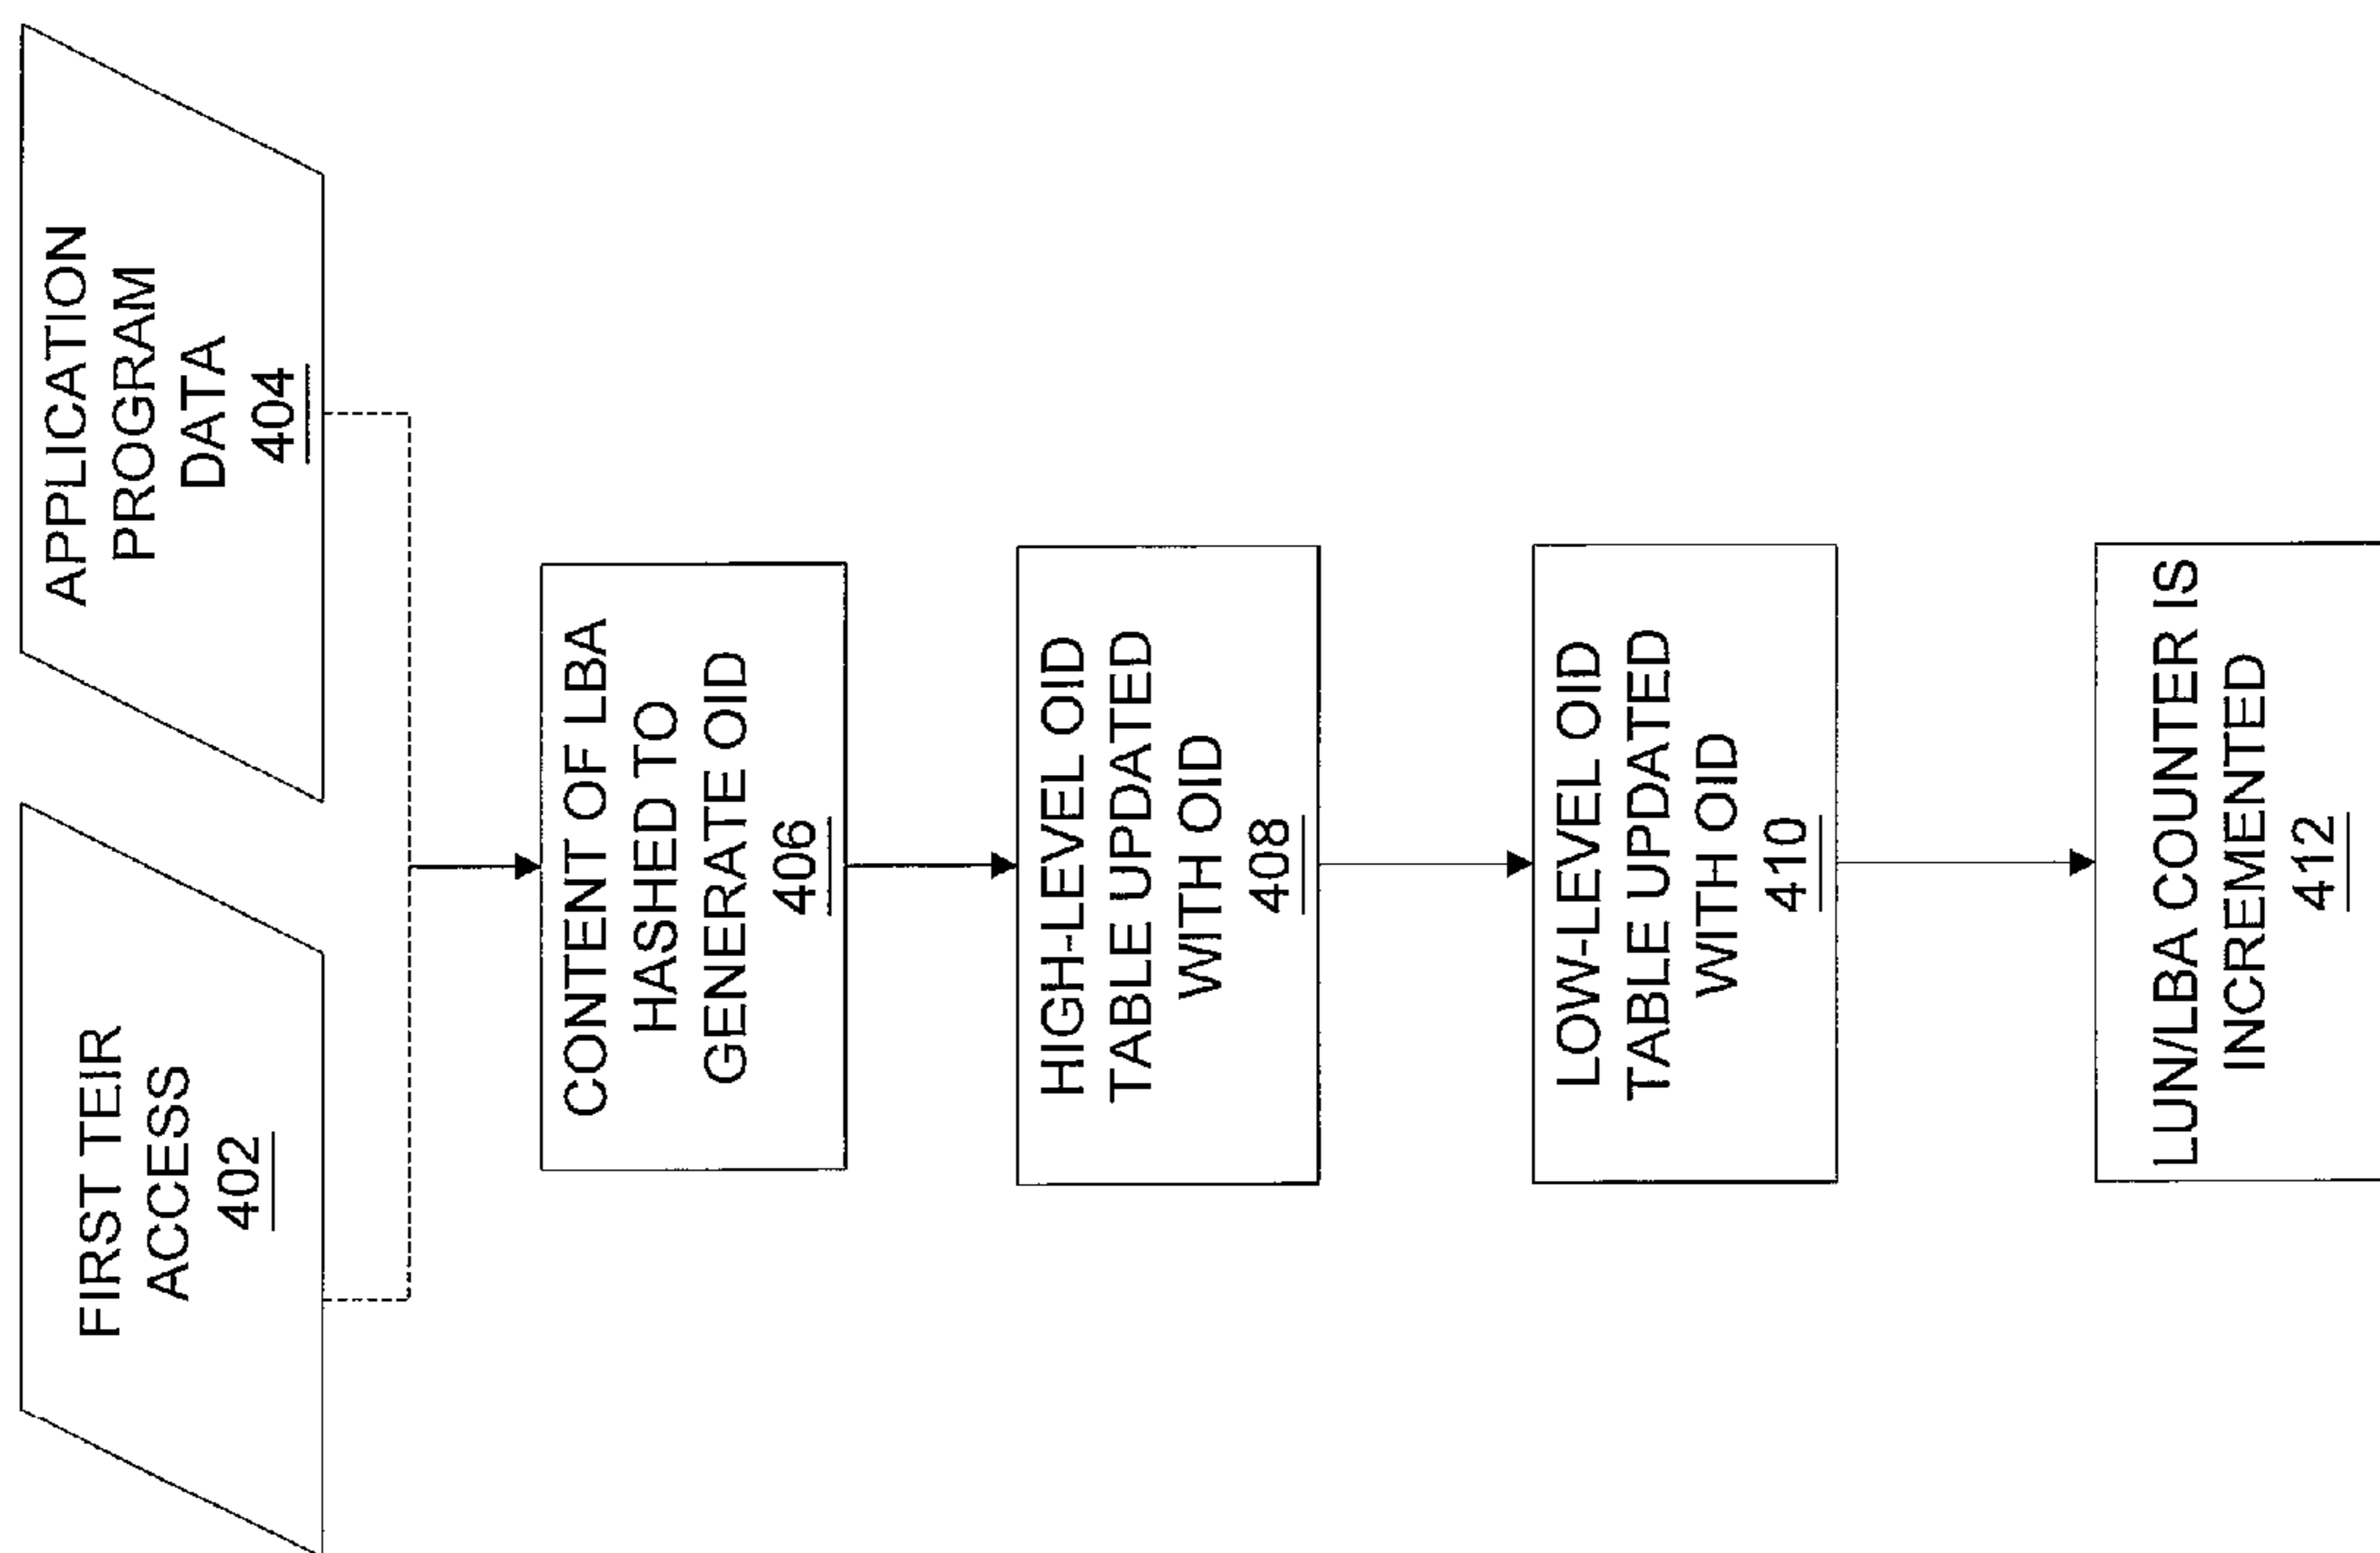 FIRST TEIR
ACCESS
402
APPLICATION
PROGRAM
DATA
404
CONTENT OF LBA
HASHED TO
GENERATE OID
406
HIGH-LEVEL OID
TABLE UPDATED
WITH OID
408
LOW-LEVEL OID
TABLE UPDATED
WITH OID
410
LUN/LBA COUNTER IS
INCREMENTED
412